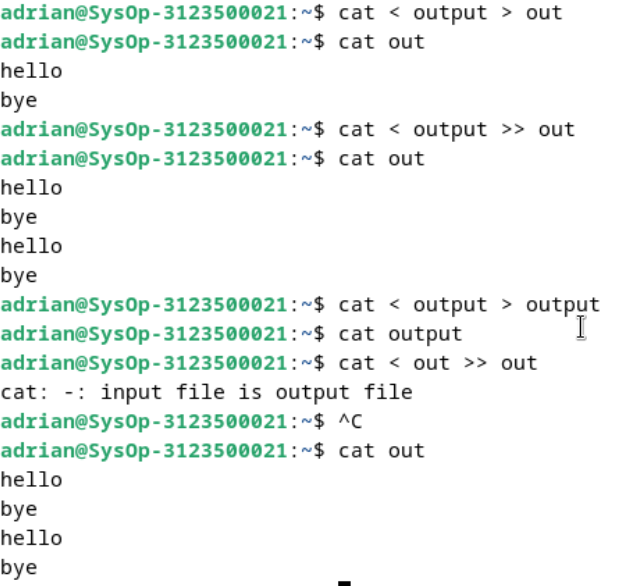 adrian@SysOp-3123500021:~$ cat < output > out
adrian@SysOp-3123500021:~$ cat out
hello
bye
adrian@SysOp-3123500021:~$ cat < output >> out
adrian@SysOp-3123500021:~$ cat out
hello
bye
hello
bye
adrian@SysOp-3123500021:~$ cat < output > output
adrian@SysOp-3123500021:~$ cat output
adrian@SysOp-3123500021:~$ cat < out >> out
cat: -: input file is output file
adrian@SysOp-3123500021:~$ ^C
adrian@SysOp-3123500021:~$ cat out
hello
bye
hello
bye